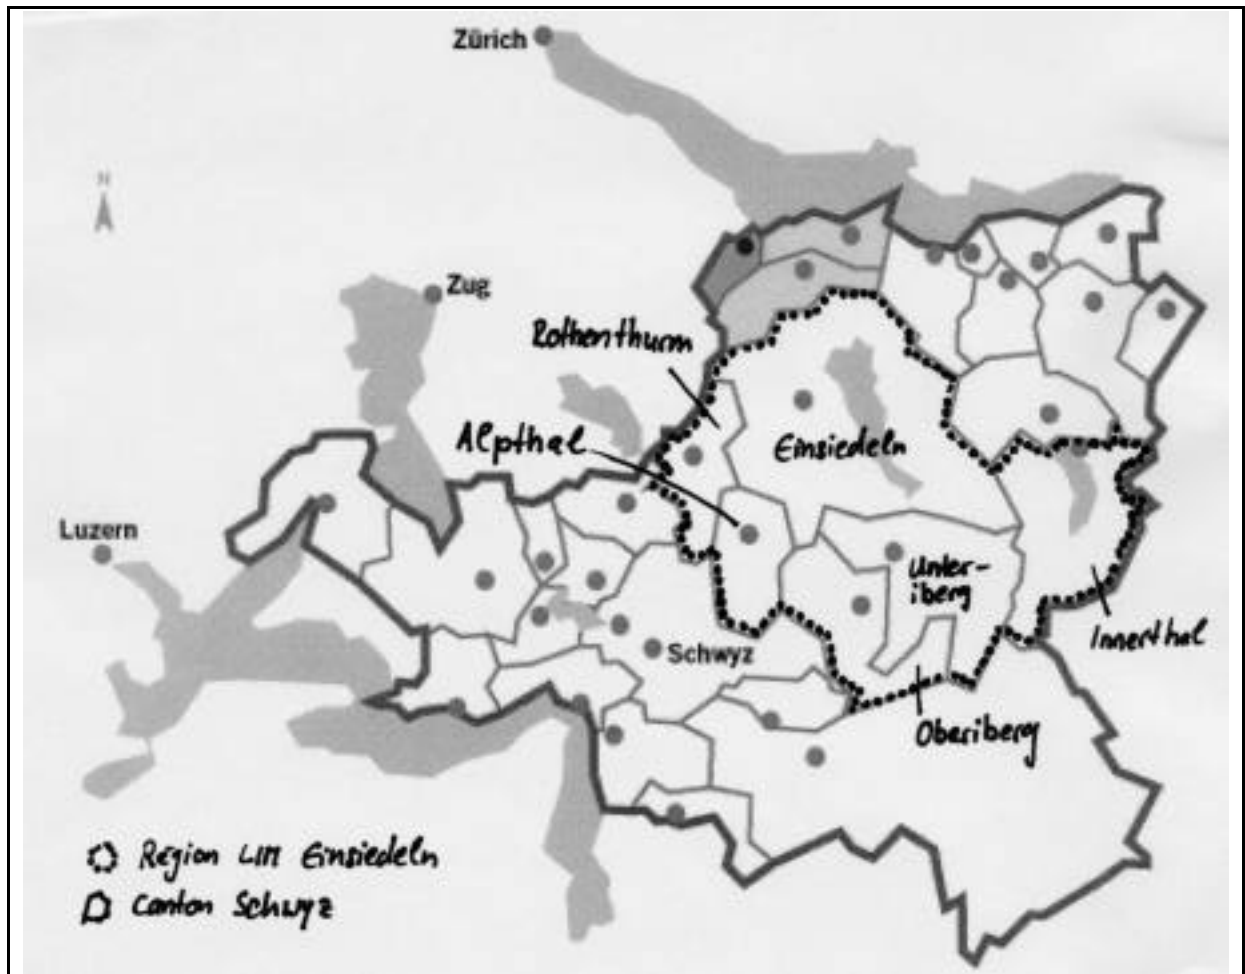 Zürich
N
Zug
Rothenthurm
Alpthal
Einsiedeln
Luzern
Unter-
iberg
Innerthal
Schwyz
Oberiberg
Region LIM Einsiedeln
Canton Schwyz